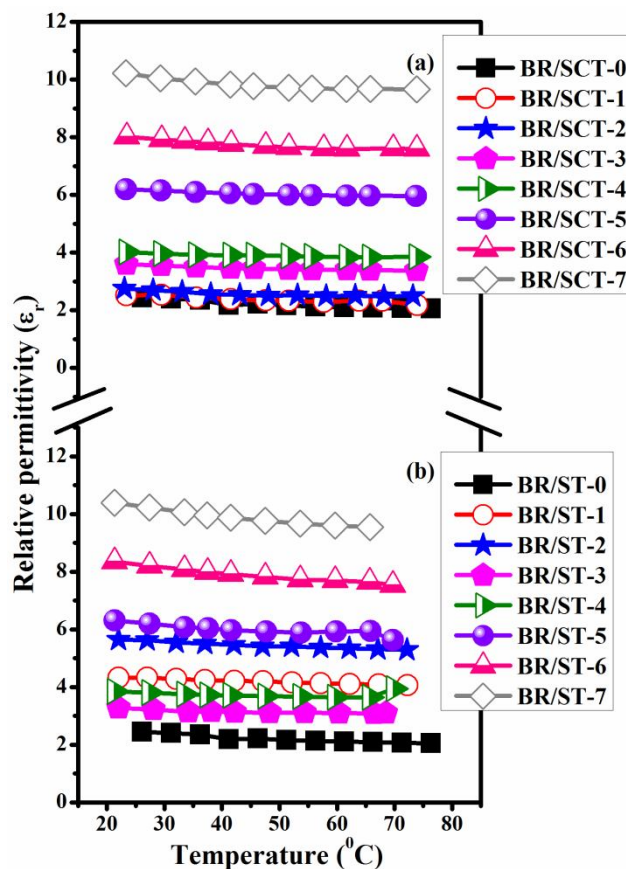 (a)
BR/SCT-0
BR/SCT-1
BR/SCT-2
BR/SCT-3
BR/SCT-4
BR/SCT-5
BR/SCT-6
BR/SCT-7
12
10
8
6
4
2
0
Relative permittivity (εr)
(b)
BR/ST-0
BR/ST-1
BR/ST-2
BR/ST-3
BR/ST-4
BR/ST-5
BR/ST-6
BR/ST-7
12
10
8
6
4
2
0
20 30 40 50 60 70 80
Temperature (⁰C)